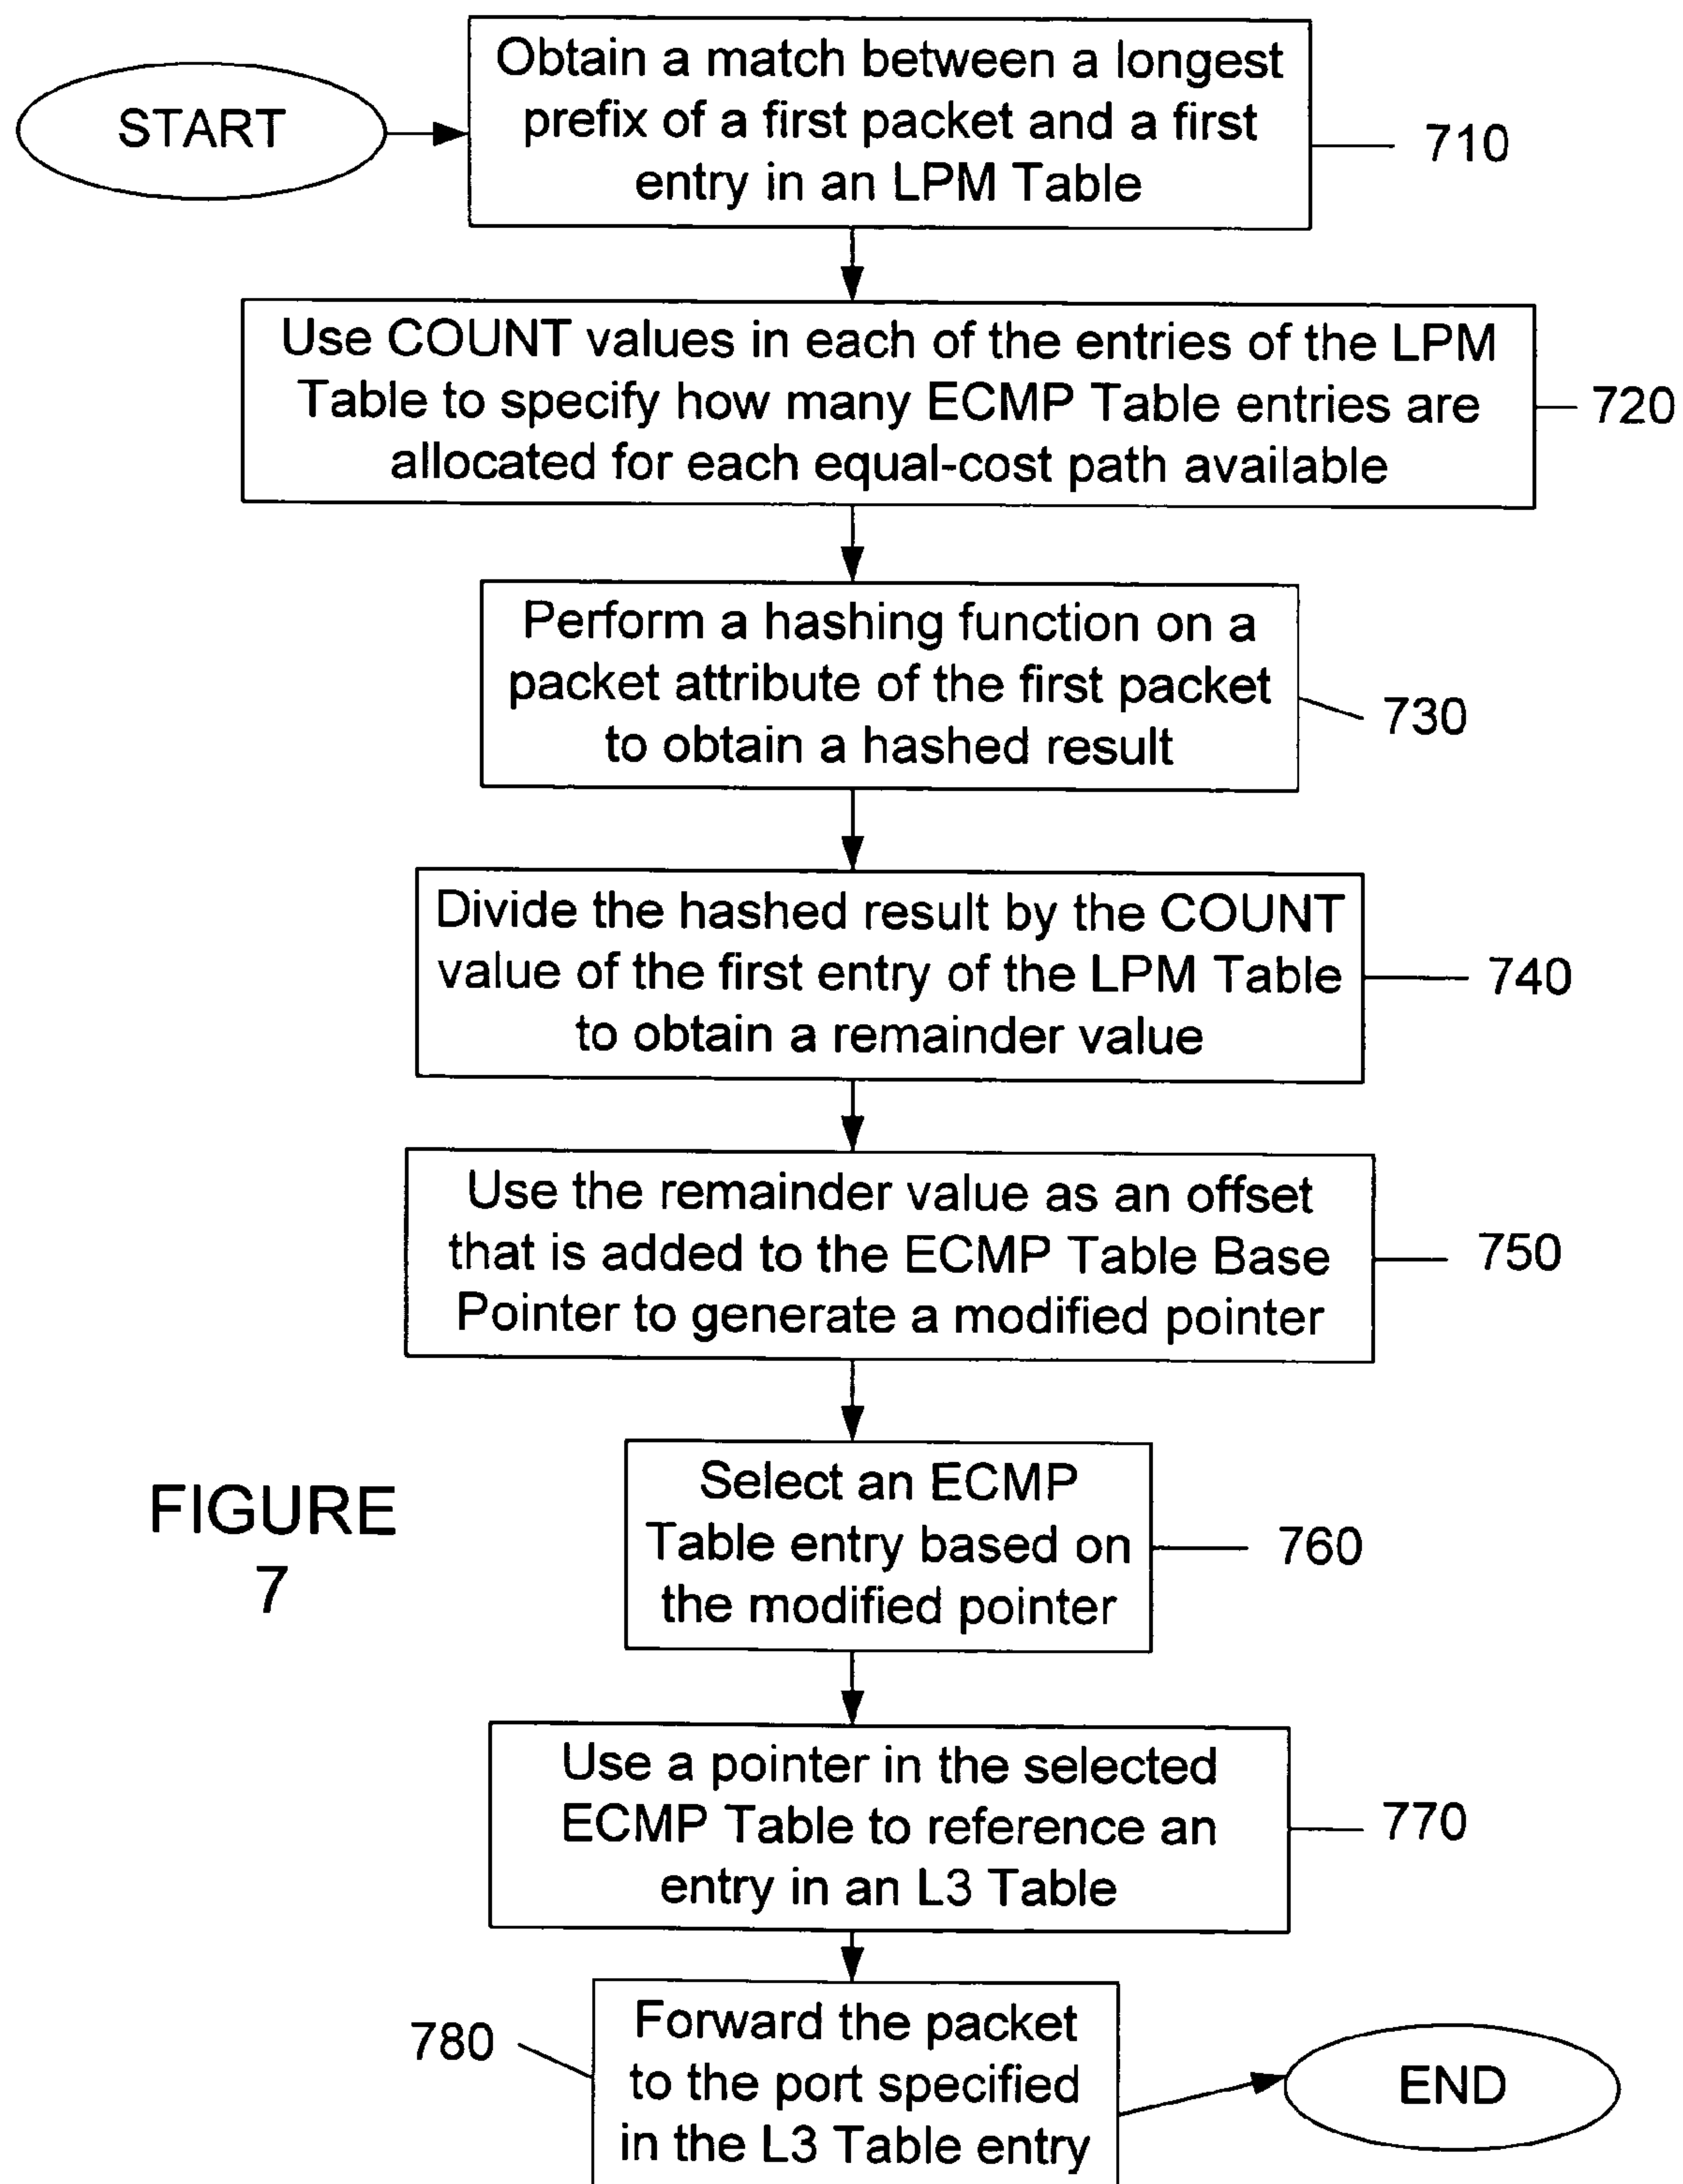 START
Obtain a match between a longest
prefix of a first packet and a first
entry in an LPM Table
710
Use COUNT values in each of the entries of the LPM
Table to specify how many ECMP Table entries are
allocated for each equal-cost path available
720
Perform a hashing function on a
packet attribute of the first packet
to obtain a hashed result
730
Divide the hashed result by the COUNT
value of the first entry of the LPM Table
to obtain a remainder value
740
Use the remainder value as an offset
that is added to the ECMP Table Base
Pointer to generate a modified pointer
750
Select an ECMP
Table entry based on
the modified pointer
760
FIGURE
7
Use a pointer in the selected
ECMP Table to reference an
entry in an L3 Table
770
Forward the packet
to the port specified
in the L3 Table entry
780
END